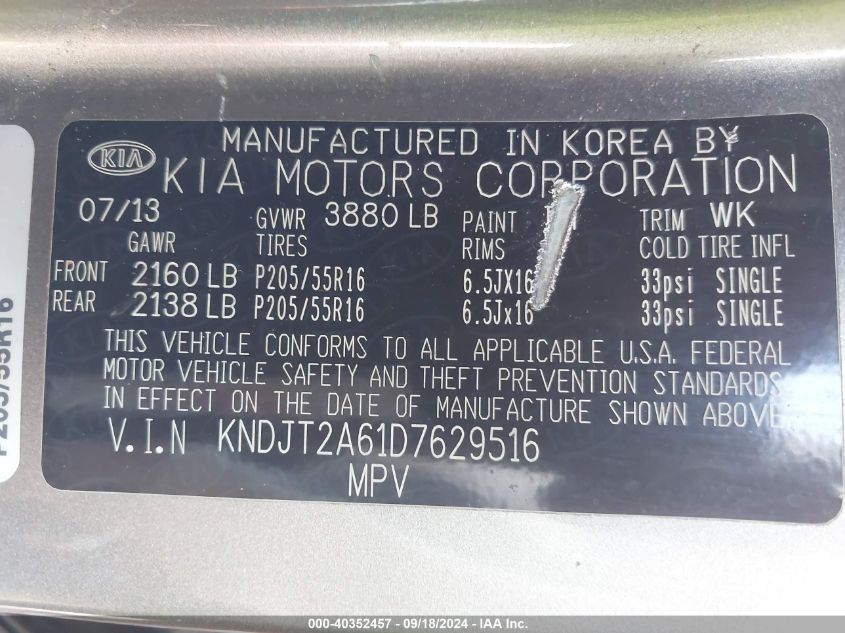 MANUFACTURED IN KOREA BY
KIA KIA MOTORS CORPORATION
07/13 GVWR 3880 LB PAINT TRIM WK
GAWR TIRES RIMS COLD TIRE INFL
FRONT 2160 LB P205/55R16 6.5JX16 33psi SINGLE
REAR 2138 LB P205/55R16 6.5Jx16 33psi SINGLE
THIS VEHICLE CONFORMS TO ALL APPLICABLE U.S.A. FEDERAL
MOTOR VEHICLE SAFETY AND THEFT PREVENTION STANDARDS
IN EFFECT ON THE DATE OF MANUFACTURE SHOWN ABOVE
V.I.N KNDJT2A61D7629516
MPV
P205/55R16
000-40352457 - 09/18/2024 - IAA Inc.